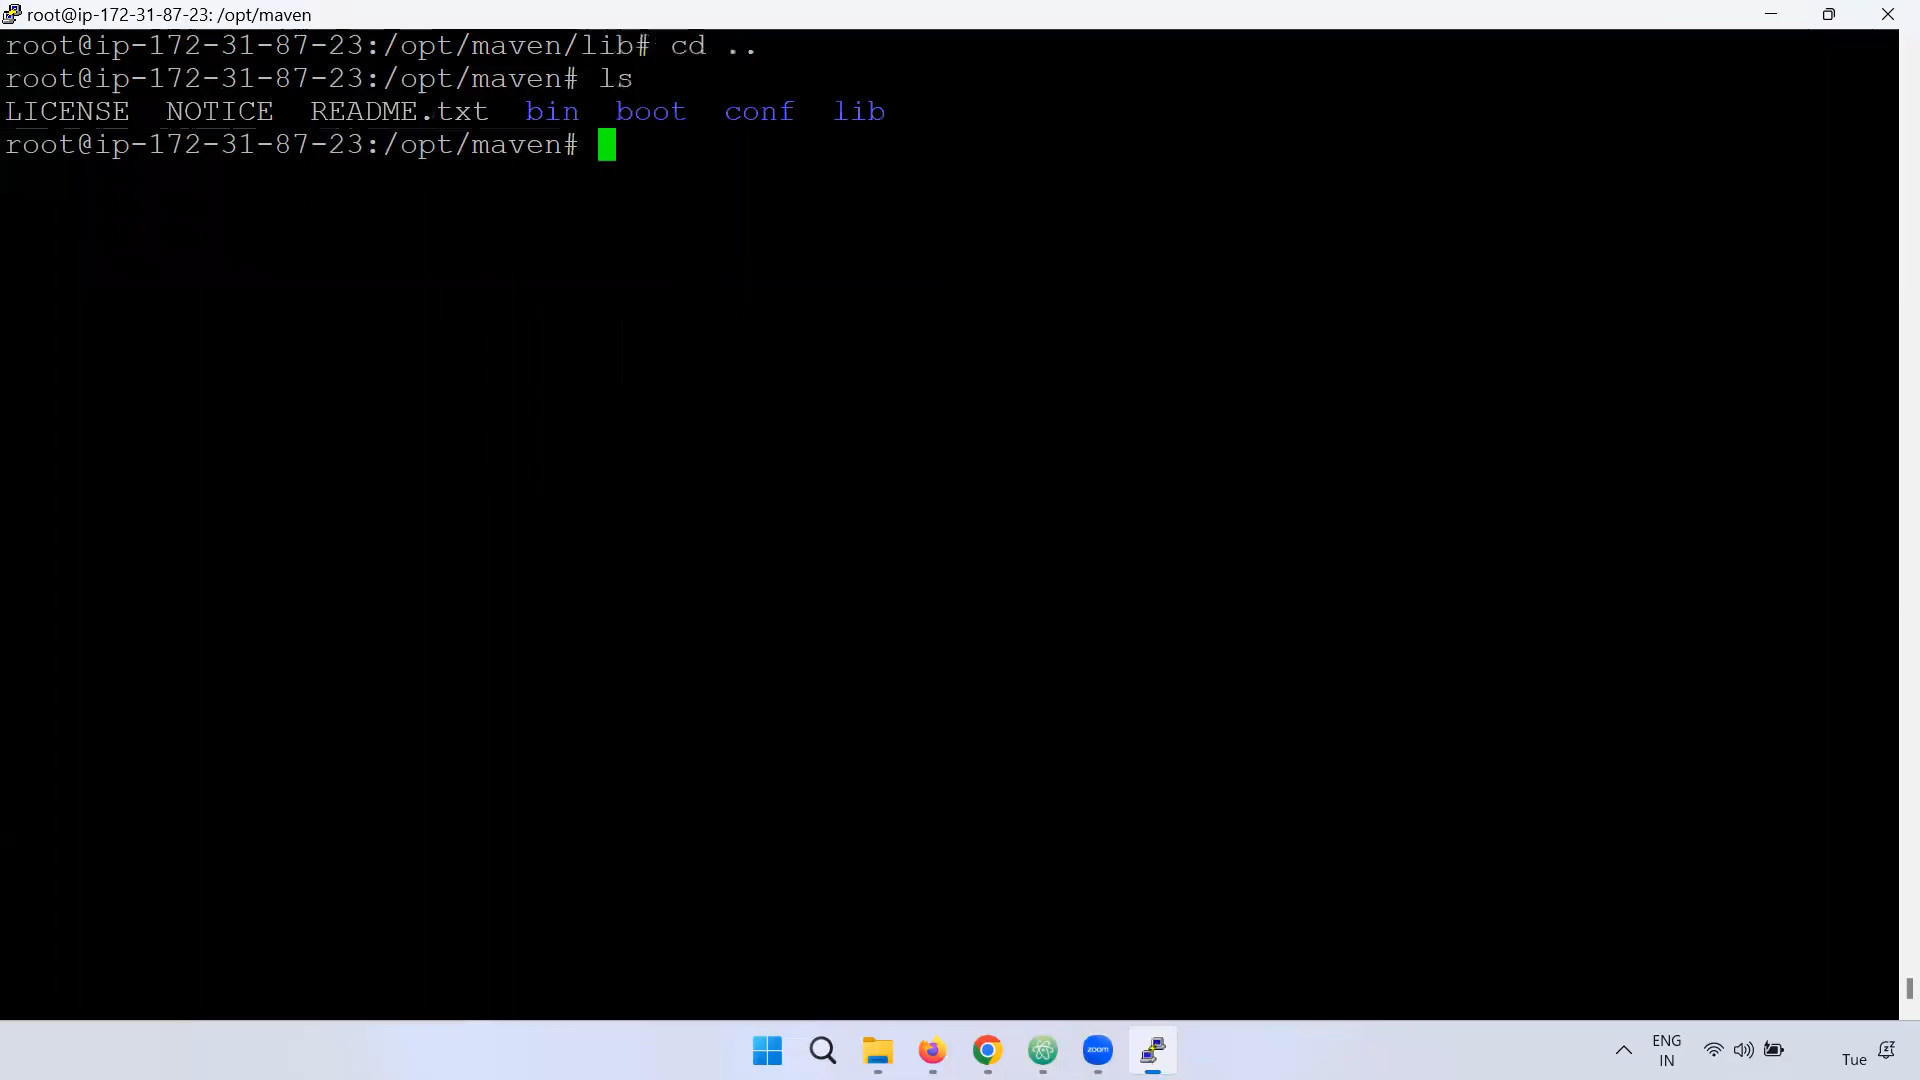 root@ip-172-31-87-23: /opt/maven
root@ip-172-31-87-23:/opt/maven/lib# cd ..
root@ip-172-31-87-23:/opt/maven# ls
LICENSE  NOTICE  README.txt  bin  boot  conf  lib
root@ip-172-31-87-23:/opt/maven#
zoom
ENG
IN
Tue